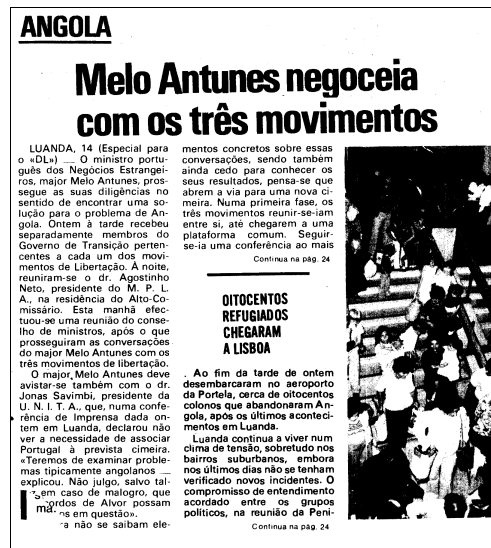 ANGOLA
Melo Antunes negoceia
com os três movimentos
LUANDA, 14 (Especial para
o «DL») — O ministro portu-
guês dos Negócios Estrangei-
ros, major Melo Antunes, pros-
segue as suas diligências no
sentido de encontrar uma so-
lução para o problema de An-
gola. Ontem à tarde recebeu
separadamente membros do
Governo de Transição perten-
centes a cada um dos movi-
mentos de Libertação. À noite,
reuniram-se o dr. Agostinho
Neto, presidente do M. P. L.
A., na residência do Alto-Co-
missário. Esta manhã efec-
tuou-se uma reunião do conse-
lho de ministros, após o que
prosseguiram as conversações
do major Melo Antunes com os
três movimentos de libertação.
O major Melo Antunes deve
avistar-se também com o dr.
Jonas Savimbi, presidente da
U. N. I. T. A., que, numa confe-
rência de Imprensa dada on-
tem em Luanda, declarou não
ver a necessidade de associar
Portugal à prevista cimeira.
«Teremos de examinar proble-
mas tipicamente angolanos —
explicou. Não julgo, salvo tal-
em caso de malogro, que
ordos de Alvor possam
em questão».
ma
não se saibam ele-
mentos concretos sobre essas
conversações, sendo também
ainda cedo para conhecer os
seus resultados, pensa-se que
abrem a via para uma nova ci-
meira. Numa primeira fase, os
três movimentos reunir-se-iam
entre si, até chegarem a uma
plataforma comum. Seguir-
se-ia uma conferência ao mais
Continua na pág. 24
OITOCENTOS
REFUGIADOS
CHEGARAM
A LISBOA
. Ao fim da tarde de ontem
desembarcaram no aeroporto
da Portela, cerca de oitocentos
colonos que abandonaram An-
gola, após os últimos aconteci-
mentos em Luanda.
Luanda continua a viver num
clima de tensão, sobretudo nos
bairros suburbanos, embora
nos últimos dias não se tenham
verificado novos incidentes. O
compromisso de entendimento
acordado entre os grupos
políticos, na reunião da Peni-
Continua na pág. 24